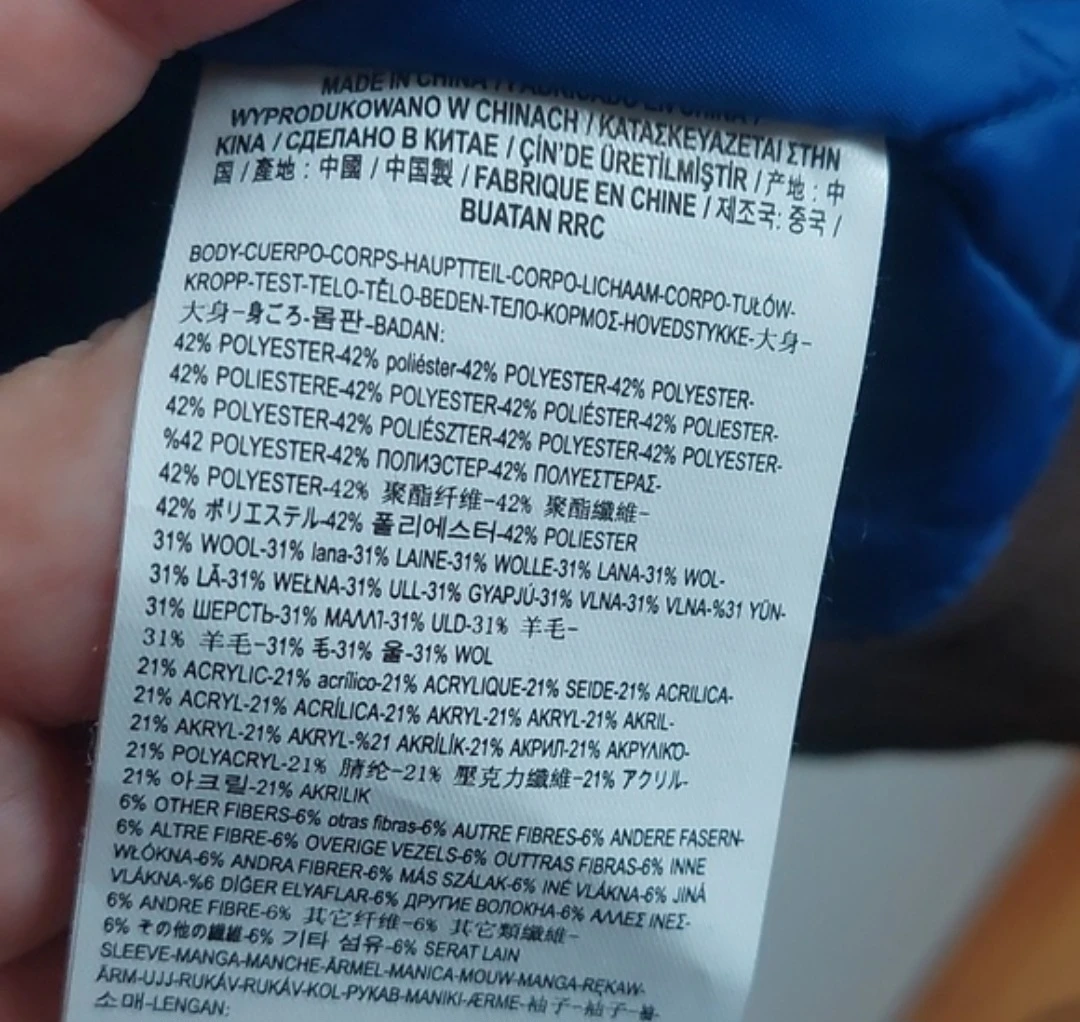 MADE IN CHINA / FABRICADO EN CHINA /
WYPRODUKOWANO W CHINACH / ΚΑΤΑΣΚΕΥΑΖΕΤΑΙ ΣΤΗΝ
ΚΙΝΑ / СДЕЛАНО В КИТАЕ / ÇİN'DE ÜRETİLMİŞTİR / 产地 : 中
国 / 產地 : 中國 / 中国製 / FABRIQUE EN CHINE / 제조국: 중국 /
BUATAN RRC
BODY-CUERPO-CORPS-HAUPTTEIL-CORPO-LICHAAM-CORPO-TUŁÓW-
KROPP-TEST-TELO-TĚLO-BEDEN-ТЕЛО-ΚΟΡΜΟΣ-HOVEDSTYKKE-大身-
大身-身ごろ-몸 판-BADAN:
42% POLYESTER-42% poliéster-42% POLYESTER-42% POLYESTER-
42% POLIESTERE-42% POLYESTER-42% POLIÉSTER-42% POLIESTER-
42% POLYESTER-42% POLIÉSZTER-42% POLYESTER-42% POLYESTER-
%42 POLYESTER-42% ПОЛИЭСТЕР-42% ΠΟΛΥΕΣΤΕΡΑΣ-
42% POLYESTER-42% 聚酯纤维-42% 聚酯纖維-
42% ポリエステル-42% 폴리에스터-42% POLIESTER
31% WOOL-31% lana-31% LAINE-31% WOLLE-31% LANA-31% WOL-
31% LÃ-31% WEŁNA-31% ULL-31% GYAPJÚ-31% VLNA-31% VLNA-%31 YÜN-
31% ШЕРСТЬ-31% ΜΑΛΛΊ-31% ULD-31% 羊毛-
31% 羊毛-31% 毛-31% 울-31% WOL
21% ACRYLIC-21% acrílico-21% ACRYLIQUE-21% SEIDE-21% ACRILICA-
21% ACRYL-21% ACRÍLICA-21% AKRYL-21% AKRYL-21% AKRIL-
21% AKRYL-21% AKRYL-%21 AKRİLİK-21% АКРИЛ-21% ΑΚΡΥΛΙΚΌ-
21% POLYACRYL-21% 腈纶-21% 壓克力纖維-21% アクリル-
21% 아크릴-21% AKRILIK
6% OTHER FIBERS-6% otras fibras-6% AUTRE FIBRES-6% ANDERE FASERN-
6% ALTRE FIBRE-6% OVERIGE VEZELS-6% OUTTRAS FIBRAS-6% INNE
WŁÓKNA-6% ANDRA FIBRER-6% MÁS SZÁLAK-6% INÉ VLÁKNA-6% JINÁ
VLÁKNA-%6 DİĞER ELYAFLAR-6% ДРУГИЕ ВОЛОКНА-6% ΑΛΛΕΣ ΙΝΕΣ-
6% ANDRE FIBRE-6% 其它纤维-6% 其它類纖維-
6% その他の繊維-6% 기타 섬유-6% SERAT LAIN
SLEEVE-MANGA-MANCHE-ÄRMEL-MANICA-MOUW-MANGA-RĘKAW-
ÄRM-UJJ-RUKÁV-RUKÁV-KOL-РУКАВ-ΜΑΝΙΚΙ-ÆRME-袖子-袖子-袖-
소매-LENGAN: